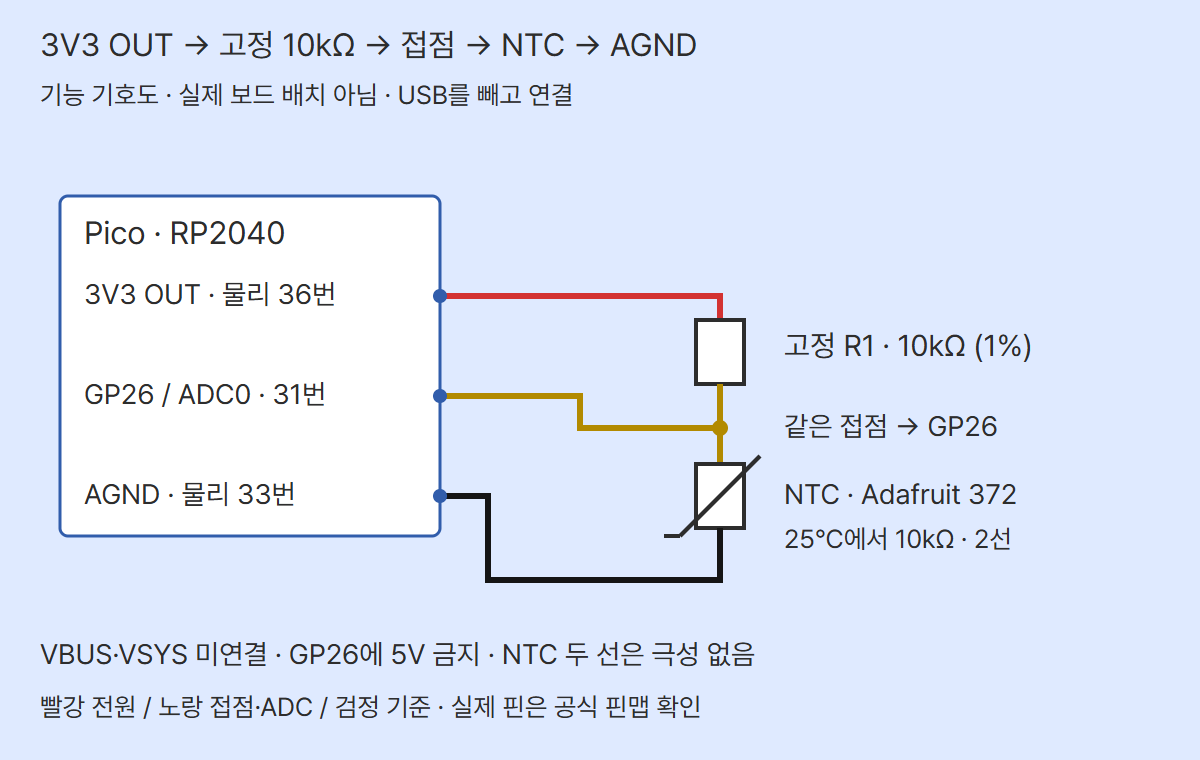 3V3 OUT → 고정 10kΩ → 접점 → NTC → AGND
기능 기호도 · 실제 보드 배치 아님 · USB를 빼고 연결
Pico · RP2040
3V3 OUT · 물리 36번
GP26 / ADC0 · 31번
AGND · 물리 33번
고정 R1 · 10kΩ (1%)
같은 접점 → GP26
NTC · Adafruit 372
25°C에서 10kΩ · 2선
VBUS·VSYS 미연결 · GP26에 5V 금지 · NTC 두 선은 극성 없음
빨강 전원 / 노랑 접점·ADC / 검정 기준 · 실제 핀은 공식 핀맵 확인